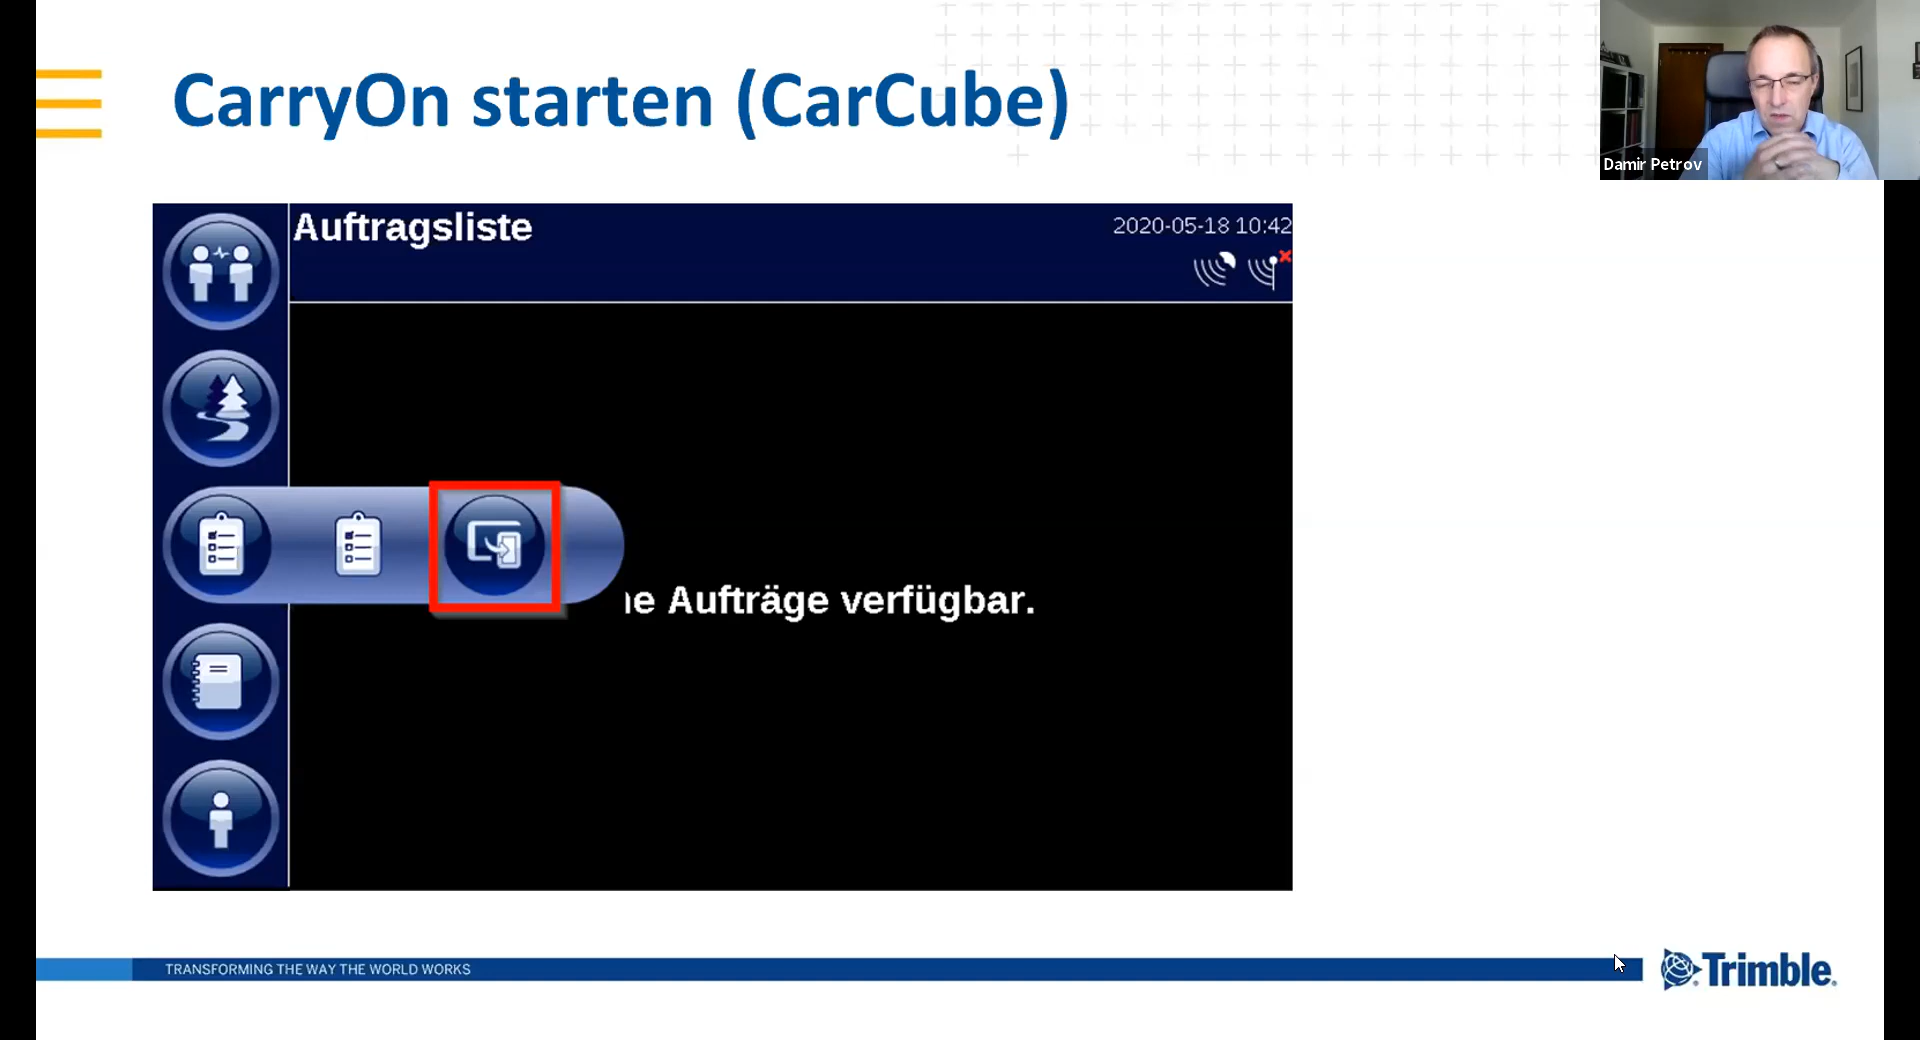 CarryOn starten (CarCube)
Damir Petrov
Auftragsliste
2020-05-18 10:42
ne Aufträge verfügbar.
TRANSFORMING THE WAY THE WORLD WORKS
Trimble.